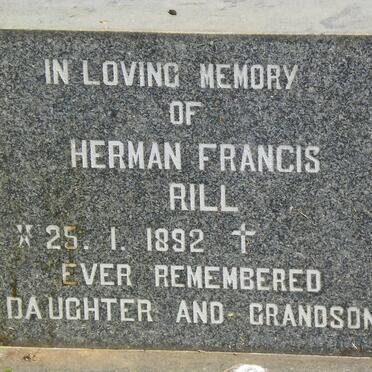 IN LOVING MEMORY
OF
HERMAN FRANCIS
RILL
* 25. 1. 1892 ✝
EVER REMEMBERED
DAUGHTER AND GRANDSON